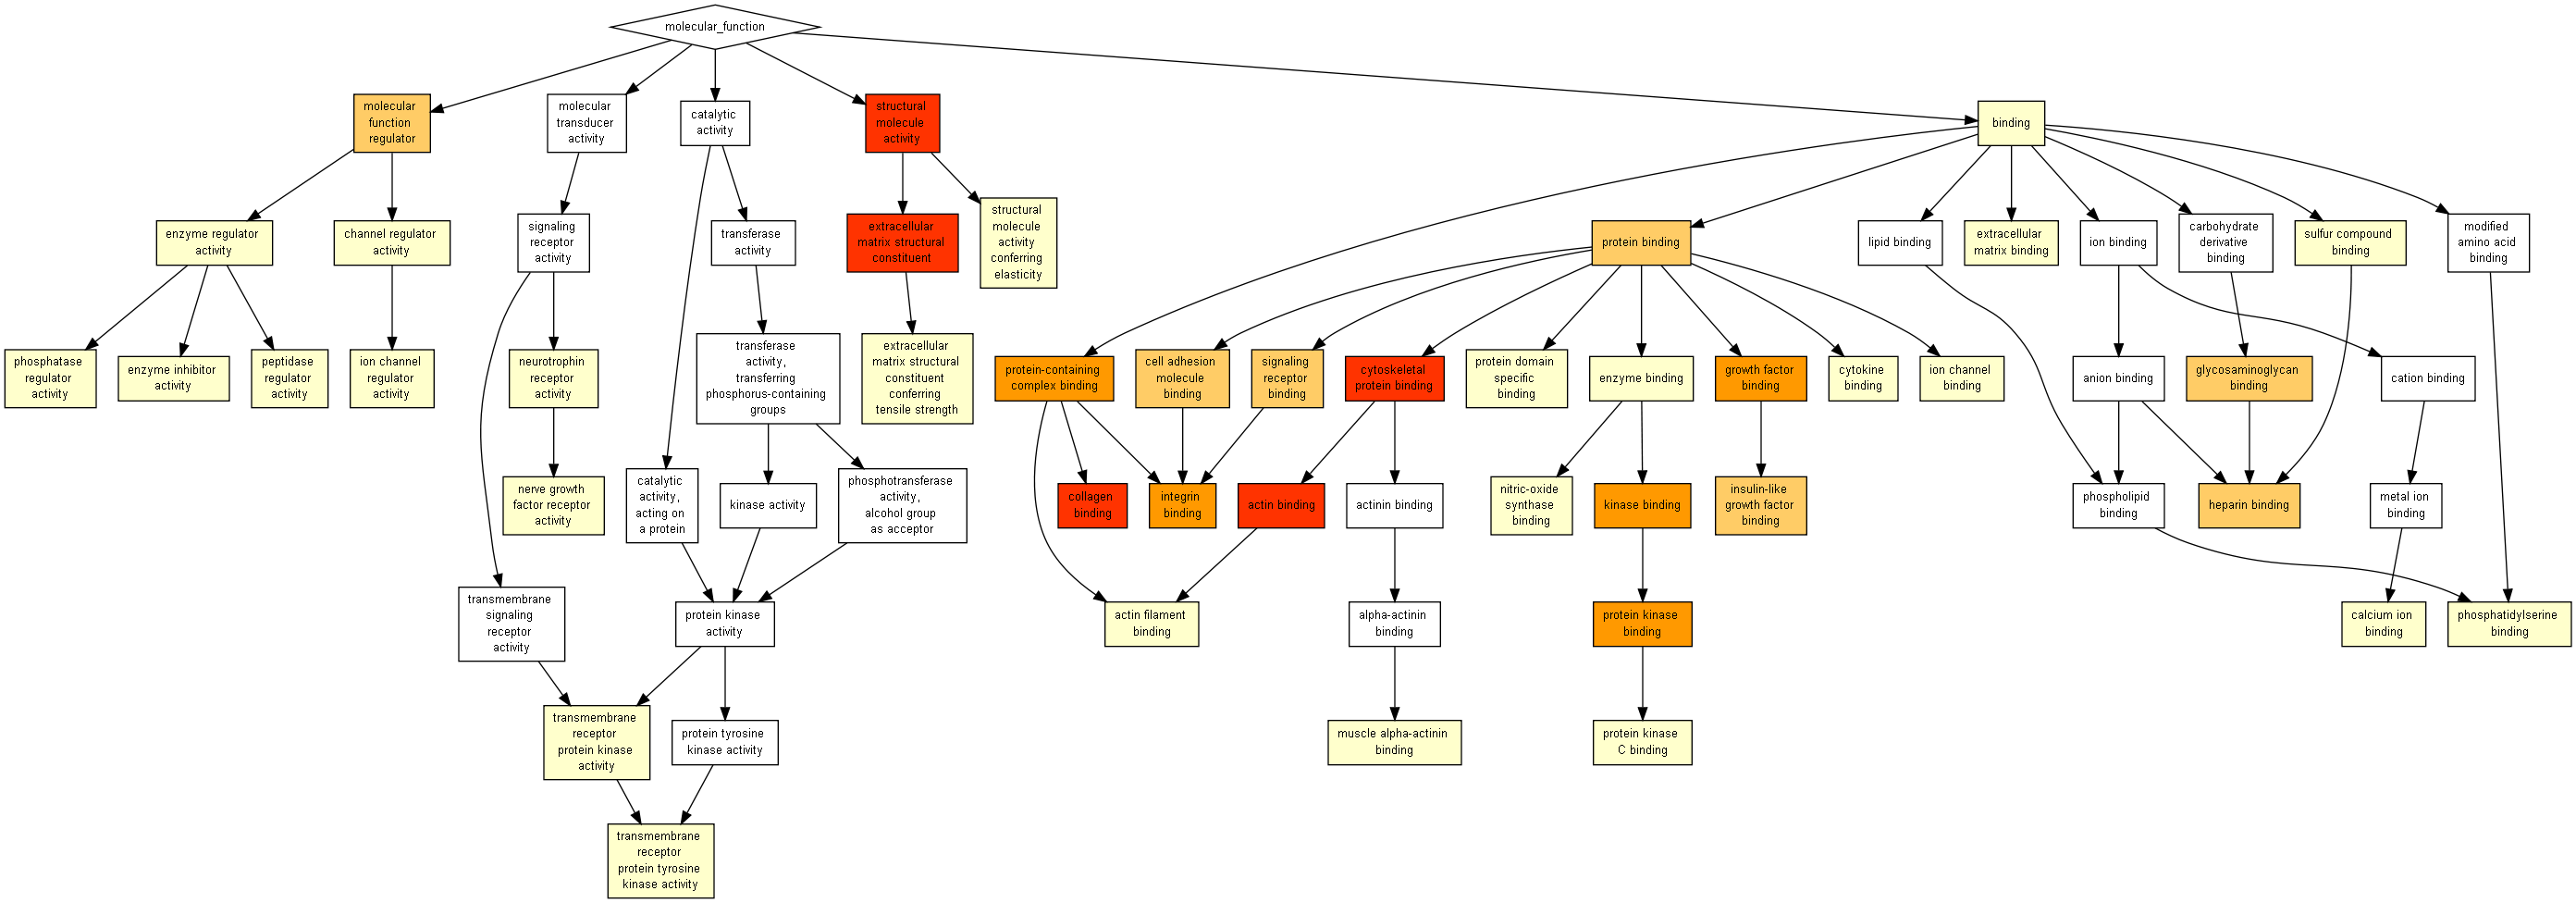 molecular_function
molecular
function
regulator
molecular
transducer
activity
catalytic
activity
structural
molecule
activity
binding
enzyme regulator
activity
channel regulator
activity
signaling
receptor
activity
transferase
activity
extracellular
matrix structural
constituent
structural
molecule
activity
conferring
elasticity
protein binding
lipid binding
extracellular
matrix binding
ion binding
carbohydrate
derivative
binding
sulfur compound
binding
modified
amino acid
binding
phosphatase
regulator
activity
enzyme inhibitor
activity
peptidase
regulator
activity
ion channel
regulator
activity
neurotrophin
receptor
activity
transferase
activity,
transferring
phosphorus-containing
groups
extracellular
matrix structural
constituent
conferring
tensile strength
protein-containing
complex binding
cell adhesion
molecule
binding
signaling
receptor
binding
cytoskeletal
protein binding
protein domain
specific
binding
enzyme binding
growth factor
binding
cytokine
binding
ion channel
binding
anion binding
glycosaminoglycan
binding
cation binding
nerve growth
factor receptor
activity
catalytic
activity,
acting on
a protein
kinase activity
phosphotransferase
activity,
alcohol group
as acceptor
collagen
binding
integrin
binding
actin binding
actinin binding
nitric-oxide
synthase
binding
kinase binding
insulin-like
growth factor
binding
phospholipid
binding
heparin binding
metal ion
binding
transmembrane
signaling
receptor
activity
protein kinase
activity
actin filament
binding
alpha-actinin
binding
protein kinase
binding
calcium ion
binding
phosphatidylserine
binding
transmembrane
receptor
protein kinase
activity
protein tyrosine
kinase activity
muscle alpha-actinin
binding
protein kinase
C binding
transmembrane
receptor
protein tyrosine
kinase activity